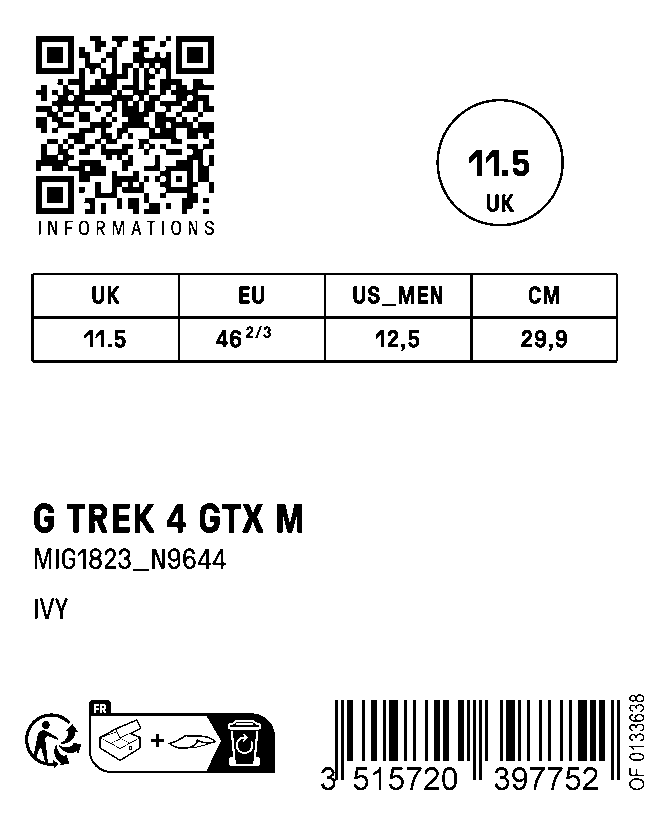 INFORMATIONS
11.5
UK
UK EU US_MEN CM
11.5 46 2/3 12,5 29,9
G TREK 4 GTX M
MIG1823_N9644
IVY
FR
+
3 515720 397752
OF 0133638